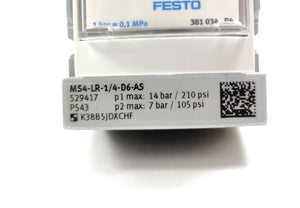 FESTO
1 bar = 0,1 MPa 381 034
MS4-LR-1/4-D6-AS
529417 p1 max: 14 bar / 210 psi
P543 p2 max: 7 bar / 105 psi
K3BB5JDXCHF